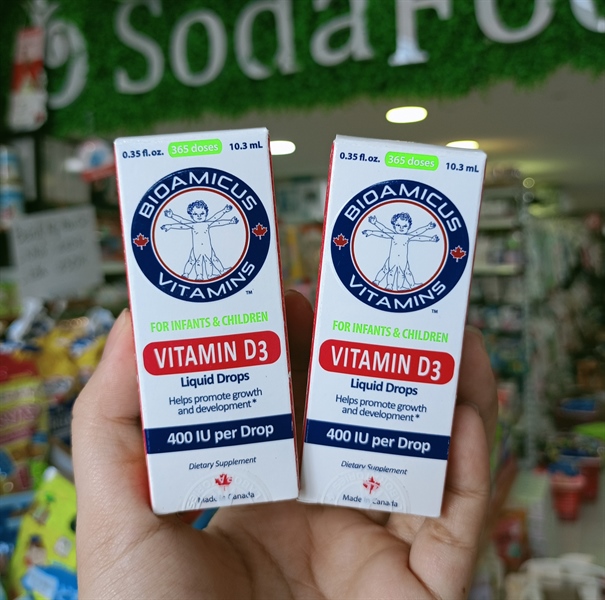 SodaFo
0.35 fl.oz. 365 doses 10.3 mL
BIOAMICUS
VITAMINS
TM
FOR INFANTS & CHILDREN
VITAMIN D3
Liquid Drops
Helps promote growth
and development*
400 IU per Drop
Dietary Supplement
Made in Canada
0.35 fl.oz. 365 doses 10.3 mL
BIOAMICUS
VITAMINS
TM
FOR INFANTS & CHILDREN
VITAMIN D3
Liquid Drops
Helps promote growth
and development*
400 IU per Drop
Dietary Supplement
Made in Canada